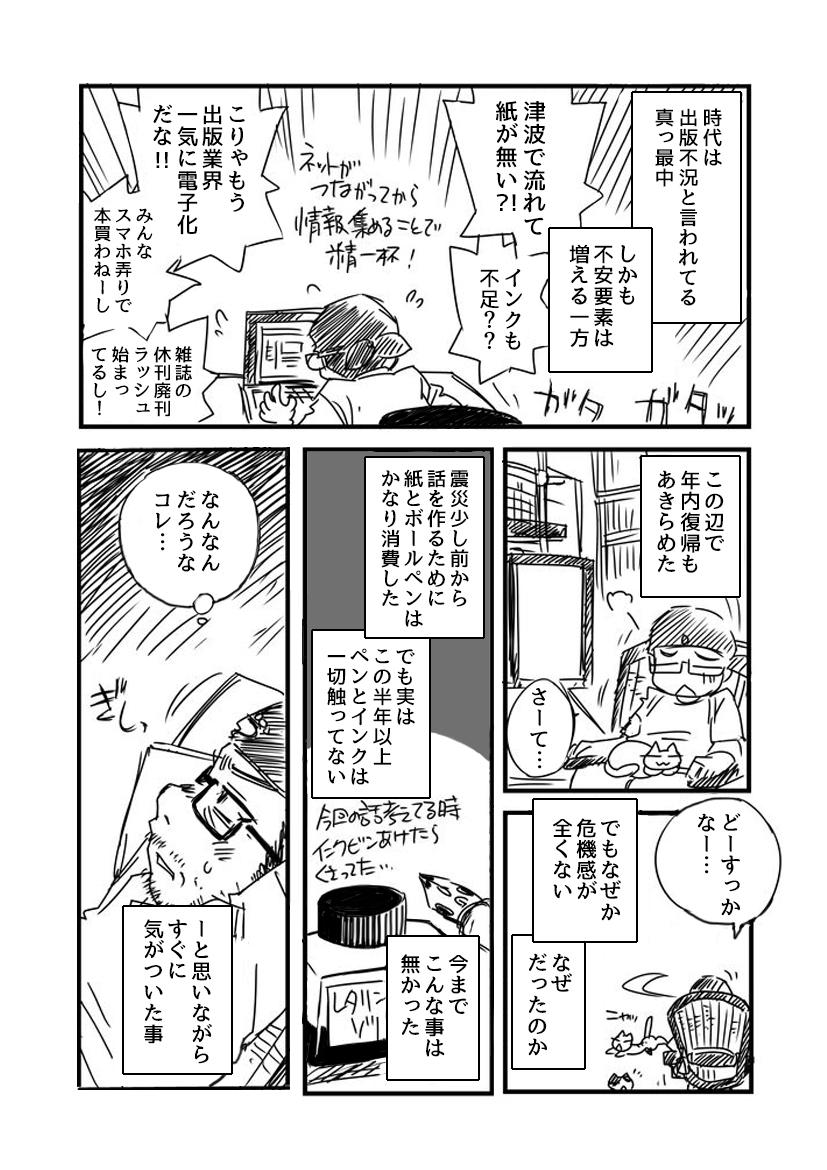 時代は
出版不況と言われてる
真っ最中
しかも
不安要素は
増える一方
津波で流れて
紙が無い?!
インクも
不足??
ネットが
つながってから
情報集めることで
精一杯!
こりゃもう
出版業界
一気に電子化
だな!!
みんな
スマホ弄りで
本買わねーし
雑誌の
休刊廃刊
ラッシュ
始まっ
てるし!
ガタ
ガタ
この辺で
年内復帰も
あきらめた
さーて…
どーすっか
なー…
でもなぜか
危機感が
全くない
なぜ
だったのか
ニャー
震災少し前から
話を作るために
紙とボールペンは
かなり消費した
でも実は
この半年以上
ペンとインクは
一切触ってない
今回の話考えてる時
インクビンあけたら
くさってた…
今まで
こんな事は
無かった
なんなん
だろうな
コレ…
ぎし
ーと思いながら
すぐに
気がついた事